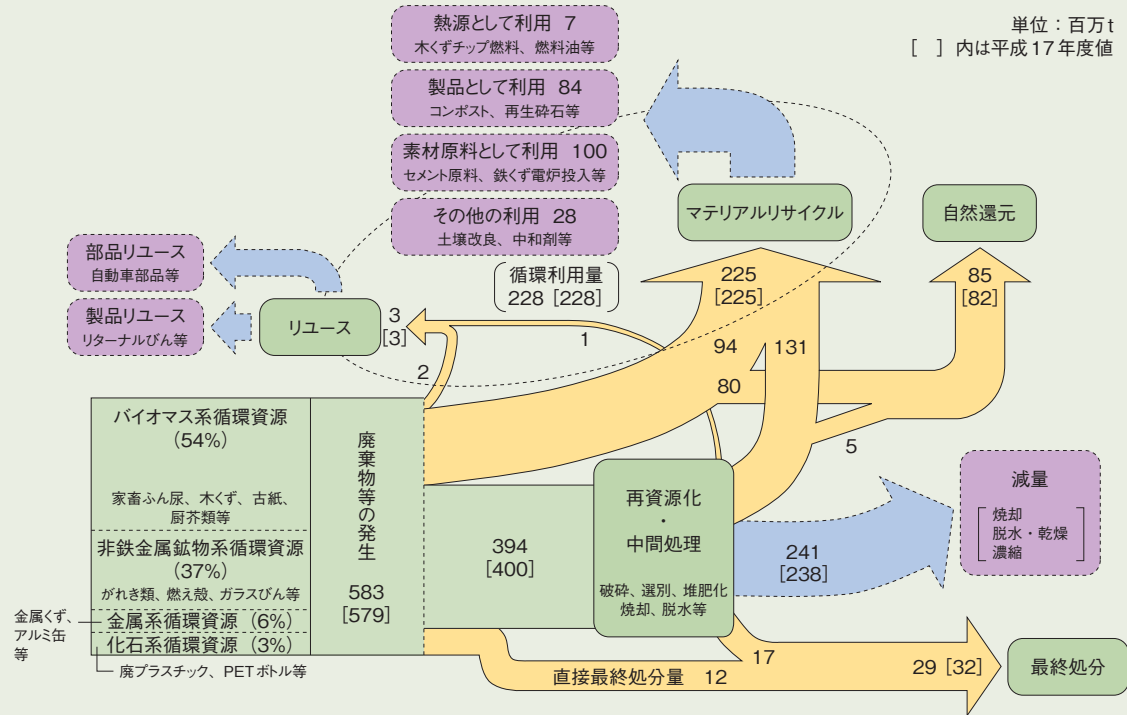 単位：百万t
[　] 内は平成17年度値
熱源として利用 7
木くずチップ燃料、燃料油等
製品として利用 84
コンポスト、再生砕石等
素材原料として利用 100
セメント原料、鉄くず電炉投入等
その他の利用 28
土壌改良、中和剤等
マテリアルリサイクル
自然還元
部品リユース
自動車部品等
製品リユース
リターナルびん等
リユース
循環利用量
228 [228]
3
[3]
1
2
225
[225]
94
131
80
85
[82]
5
バイオマス系循環資源
(54%)
家畜ふん尿、木くず、古紙、
厨芥類等
非鉄金属鉱物系循環資源
(37%)
がれき類、燃え殻、ガラスびん等
金属系循環資源 (6%)
化石系循環資源 (3%)
金属くず、
アルミ缶
等
廃プラスチック、PETボトル等
廃棄物等の発生
583
[579]
394
[400]
再資源化
・
中間処理
破砕、選別、堆肥化
焼却、脱水等
241
[238]
減量
焼却
脱水・乾燥
濃縮
17
直接最終処分量 12
29 [32]
最終処分